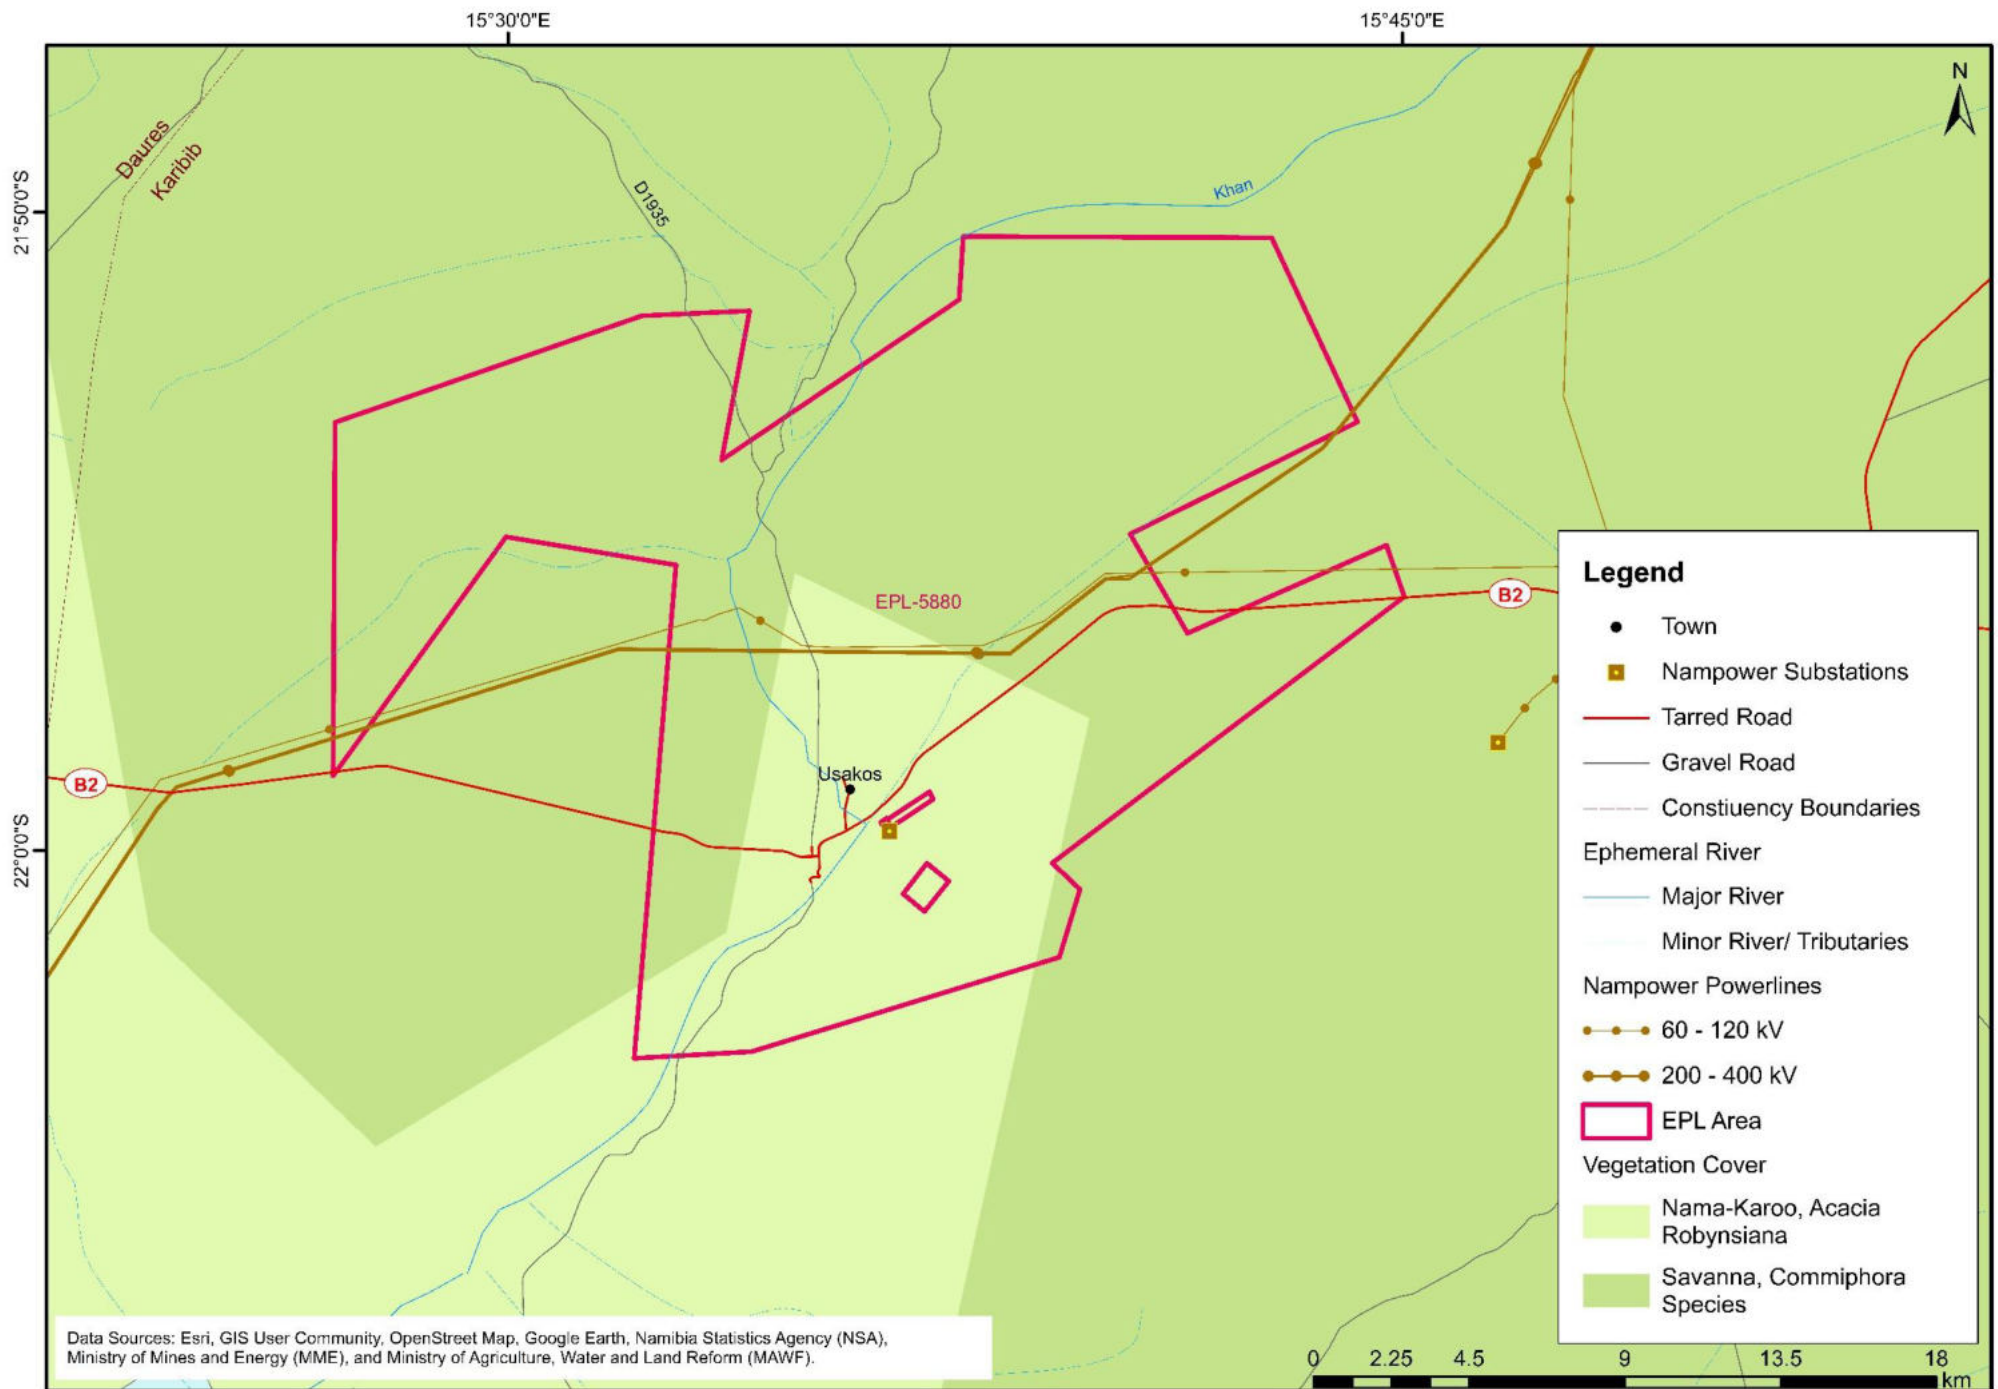 15°30'0"E
15°45'0"E
N
21°50'0"S
22°0'0"S
Daures
Karibib
D1935
Khan
EPL-5880
B2
B2
Usakos
Legend
Town
Nampower Substations
Tarred Road
Gravel Road
Constiuency Boundaries
Ephemeral River
Major River
Minor River/ Tributaries
Nampower Powerlines
60 - 120 kV
200 - 400 kV
EPL Area
Vegetation Cover
Nama-Karoo, Acacia
Robynsiana
Savanna, Commiphora
Species
Data Sources: Esri, GIS User Community, OpenStreet Map, Google Earth, Namibia Statistics Agency (NSA),
Ministry of Mines and Energy (MME), and Ministry of Agriculture, Water and Land Reform (MAWF).
0 2.25 4.5 9 13.5 18
km